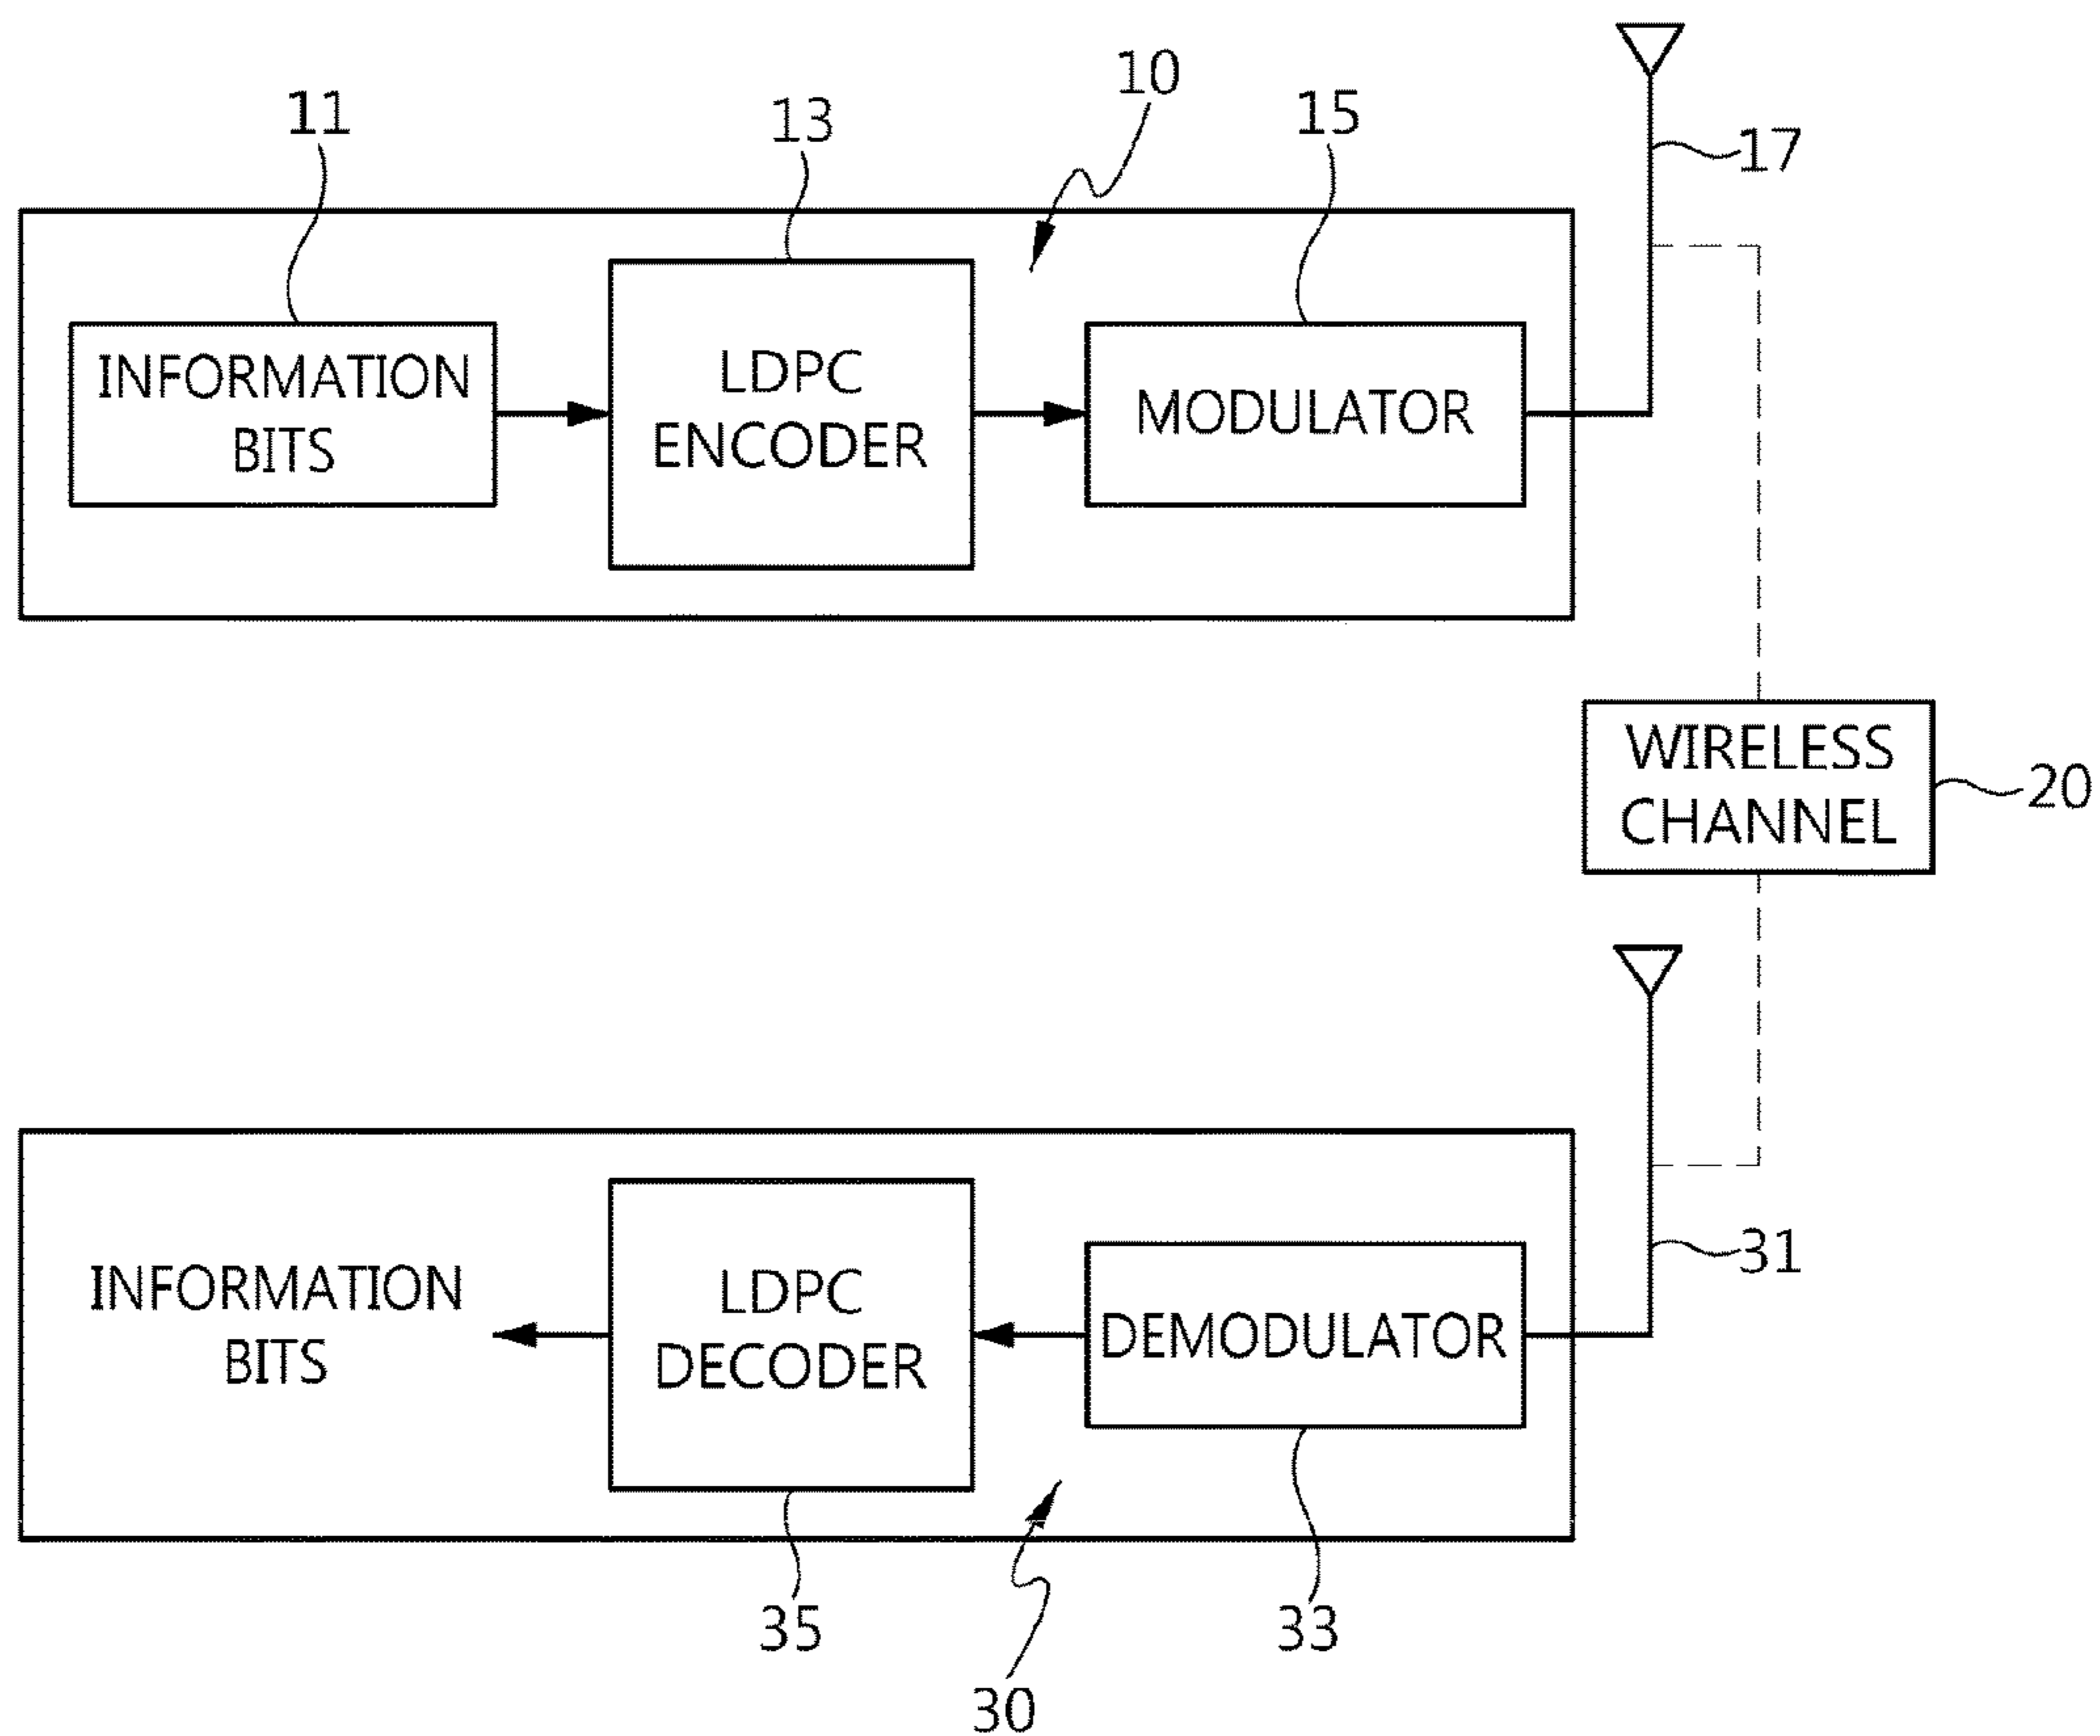 10
11
13
15
17
INFORMATION
BITS
LDPC
ENCODER
MODULATOR
WIRELESS
CHANNEL
20
31
INFORMATION
BITS
LDPC
DECODER
DEMODULATOR
35
33
30